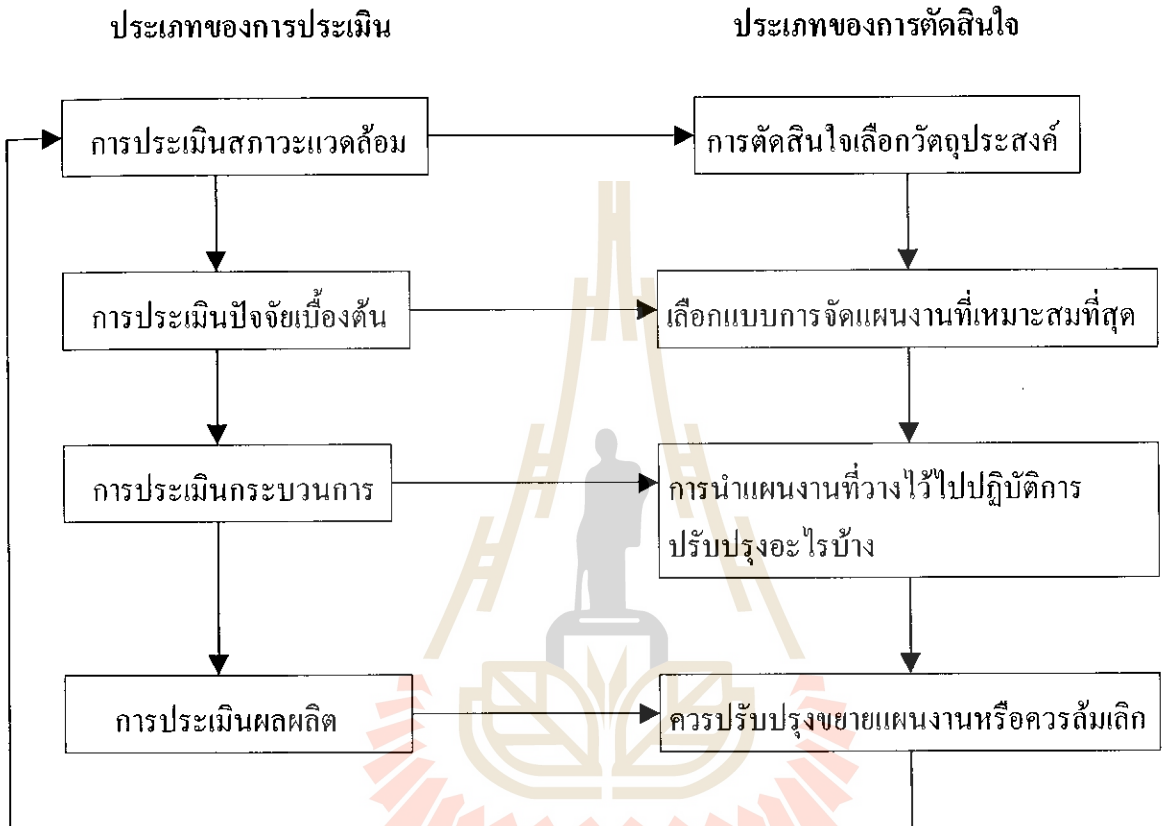 ประเภทของการประเมิน
ประเภทของการตัดสินใจ
การประเมินสภาวะแวดล้อม
การตัดสินใจเลือกวัตถุประสงค์
การประเมินปัจจัยเบื้องต้น
เลือกแบบการจัดแผนงานที่เหมาะสมที่สุด
การประเมินกระบวนการ
การนำแผนงานที่วางไว้ไปปฏิบัติการ
ปรับปรุงอะไรบ้าง
การประเมินผลผลิต
ควรปรับปรุงขยายแผนงานหรือควรล้มเลิก